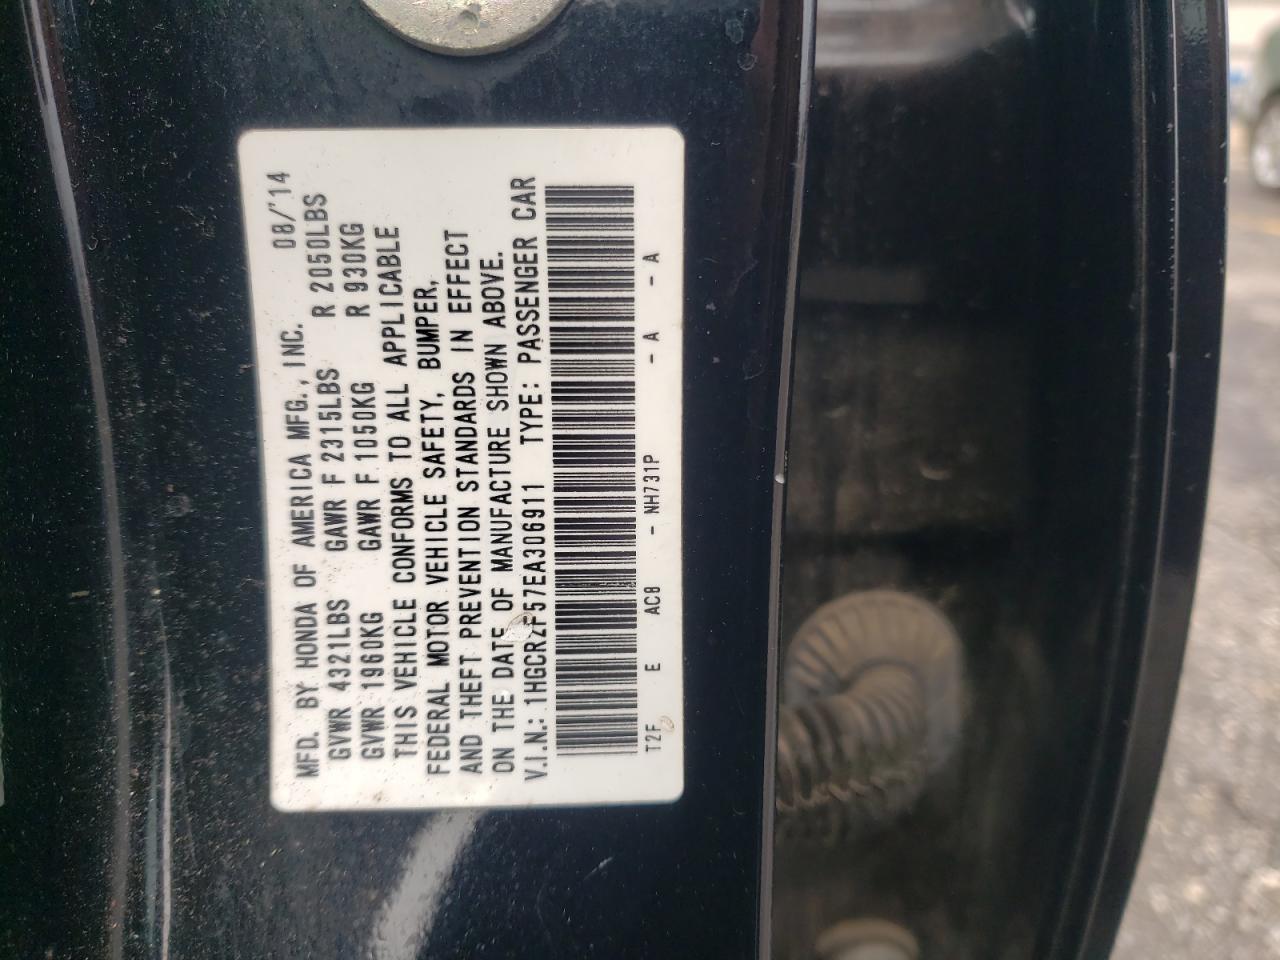 MFD. BY HONDA OF AMERICA MFG., INC. 08/'14
GVWR 4321LBS GAWR F 2315LBS R 2050LBS
GVWR 1960KG GAWR F 1050KG R 930KG
THIS VEHICLE CONFORMS TO ALL APPLICABLE
FEDERAL MOTOR VEHICLE SAFETY, BUMPER,
AND THEFT PREVENTION STANDARDS IN EFFECT
ON THE DATE OF MANUFACTURE SHOWN ABOVE.
V.I.N.: 1HGCR2F57EA306911 TYPE: PASSENGER CAR
T2F E AC8 - NH731P - A - A